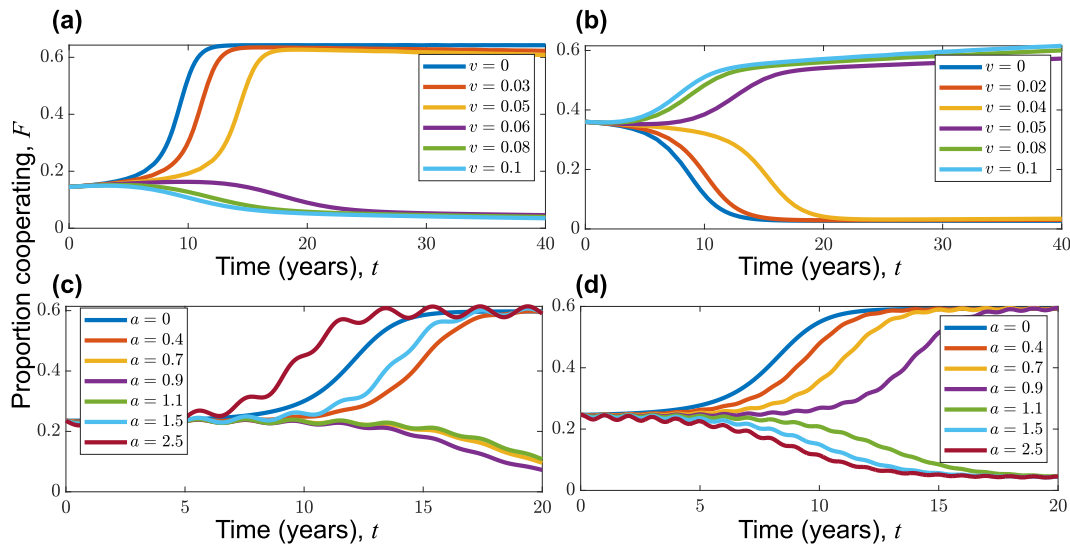 (a)
0.6
0.4
0.2
0
0
10
20
30
40
v = 0
v = 0.03
v = 0.05
v = 0.06
v = 0.08
v = 0.1
Time (years), t
(b)
0.6
0.4
0.2
0
0
10
20
30
40
v = 0
v = 0.02
v = 0.04
v = 0.05
v = 0.08
v = 0.1
Time (years), t
Proportion cooperating, F
(c)
0.6
0.4
0.2
0
0
5
10
15
20
a = 0
a = 0.4
a = 0.7
a = 0.9
a = 1.1
a = 1.5
a = 2.5
Time (years), t
(d)
0.6
0.4
0.2
0
0
5
10
15
20
a = 0
a = 0.4
a = 0.7
a = 0.9
a = 1.1
a = 1.5
a = 2.5
Time (years), t